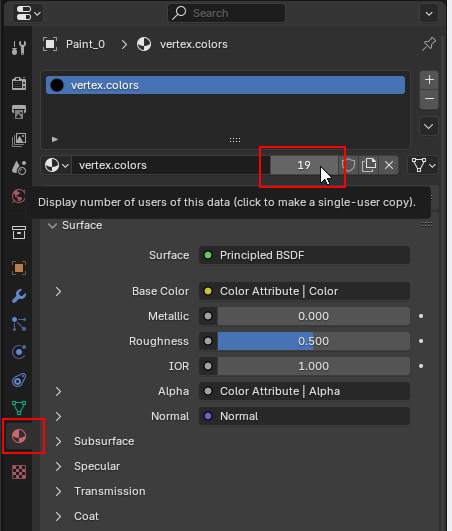 Search
Paint_0 > vertex.colors
vertex.colors
vertex.colors 19
Display number of users of this data (click to make a single-user copy).
Surface
Surface Principled BSDF
Base Color Color Attribute | Color
Metallic 0.000
Roughness 0.500
IOR 1.000
Alpha Color Attribute | Alpha
Normal Normal
Subsurface
Specular
Transmission
Coat